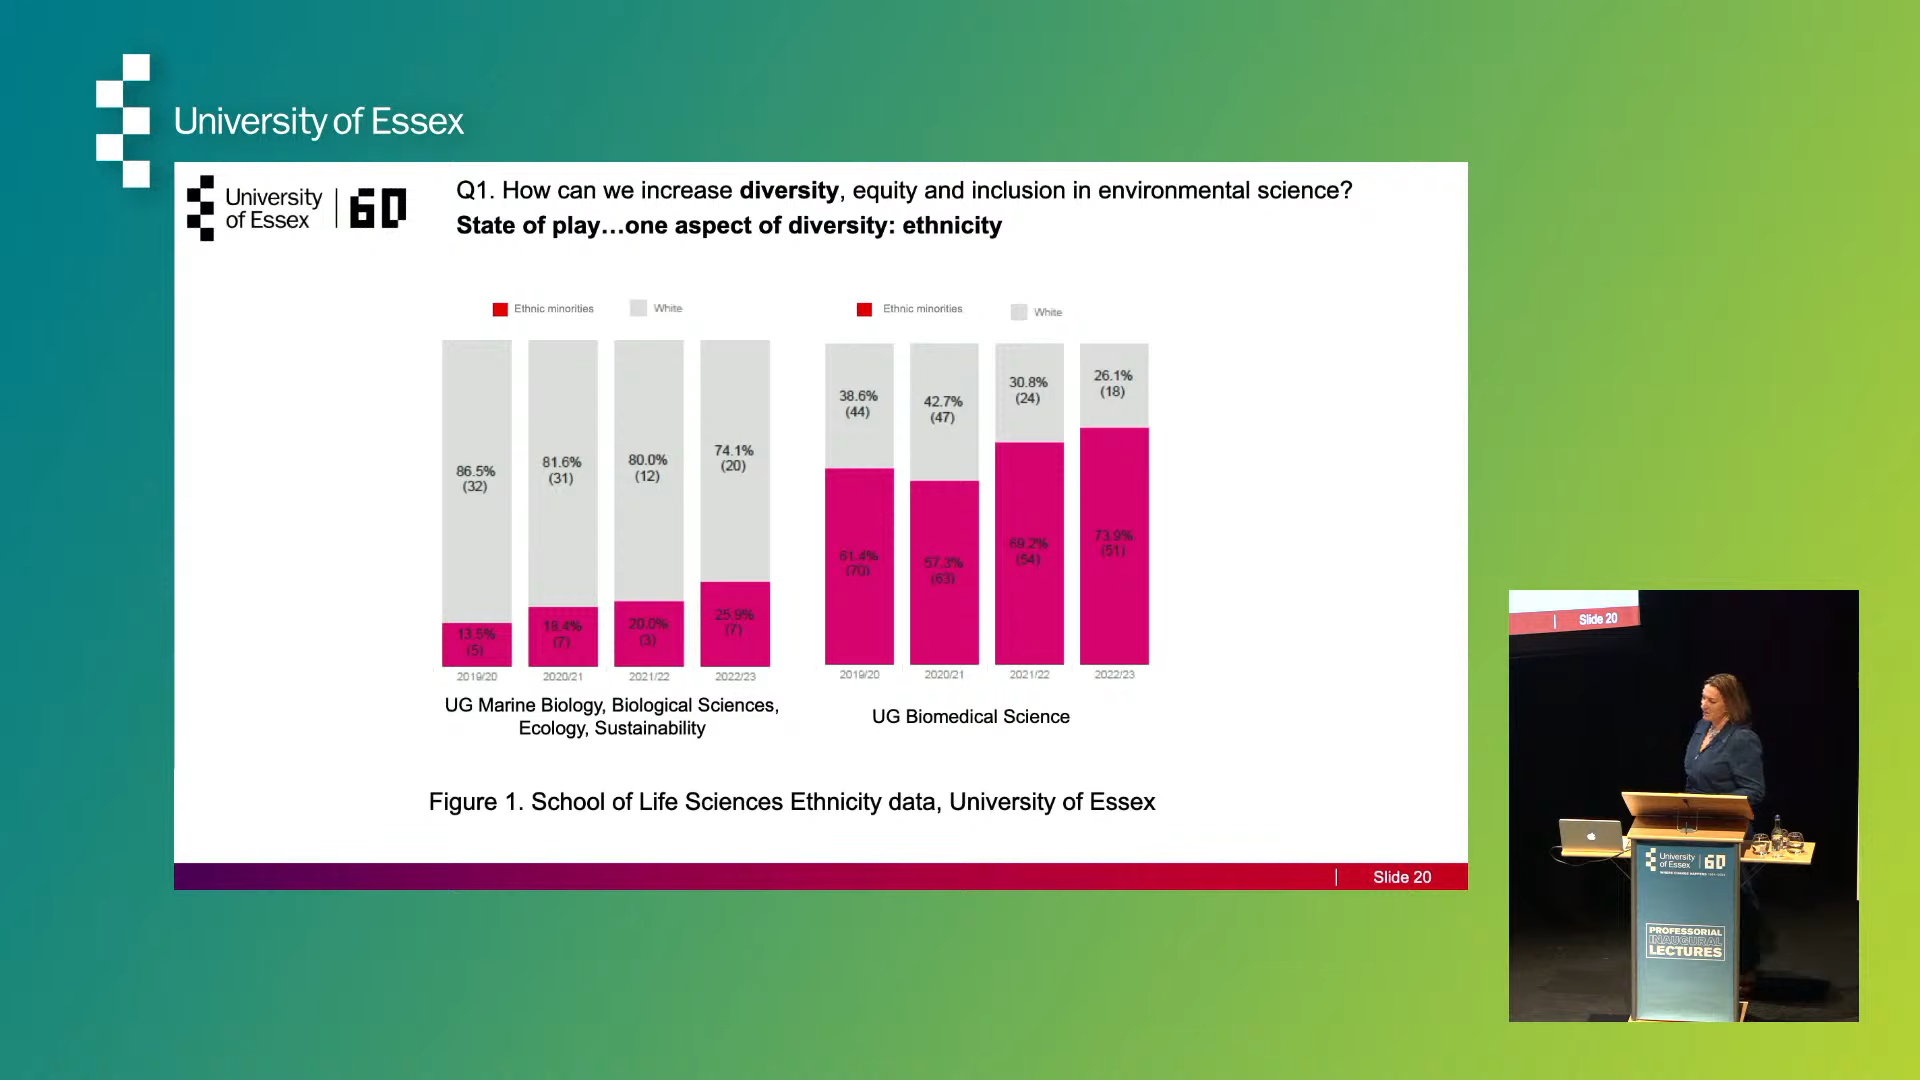 University of Essex
University
of Essex
60
Q1. How can we increase diversity, equity and inclusion in environmental science?
State of play…one aspect of diversity: ethnicity
Ethnic minorities
White
86.5%
(32)
81.6%
(31)
80.0%
(12)
74.1%
(20)
13.5%
(5)
18.4%
(7)
20.0%
(3)
25.9%
(7)
2019/20
2020/21
2021/22
2022/23
UG Marine Biology, Biological Sciences,
Ecology, Sustainability
Ethnic minorities
White
38.6%
(44)
42.7%
(47)
30.8%
(24)
26.1%
(18)
61.4%
(70)
57.3%
(63)
69.2%
(54)
73.9%
(51)
2019/20
2020/21
2021/22
2022/23
UG Biomedical Science
Figure 1. School of Life Sciences Ethnicity data, University of Essex
Slide 20
Slide 20
University
of Essex
60
PROFESSORIAL
INAUGURAL
LECTURES